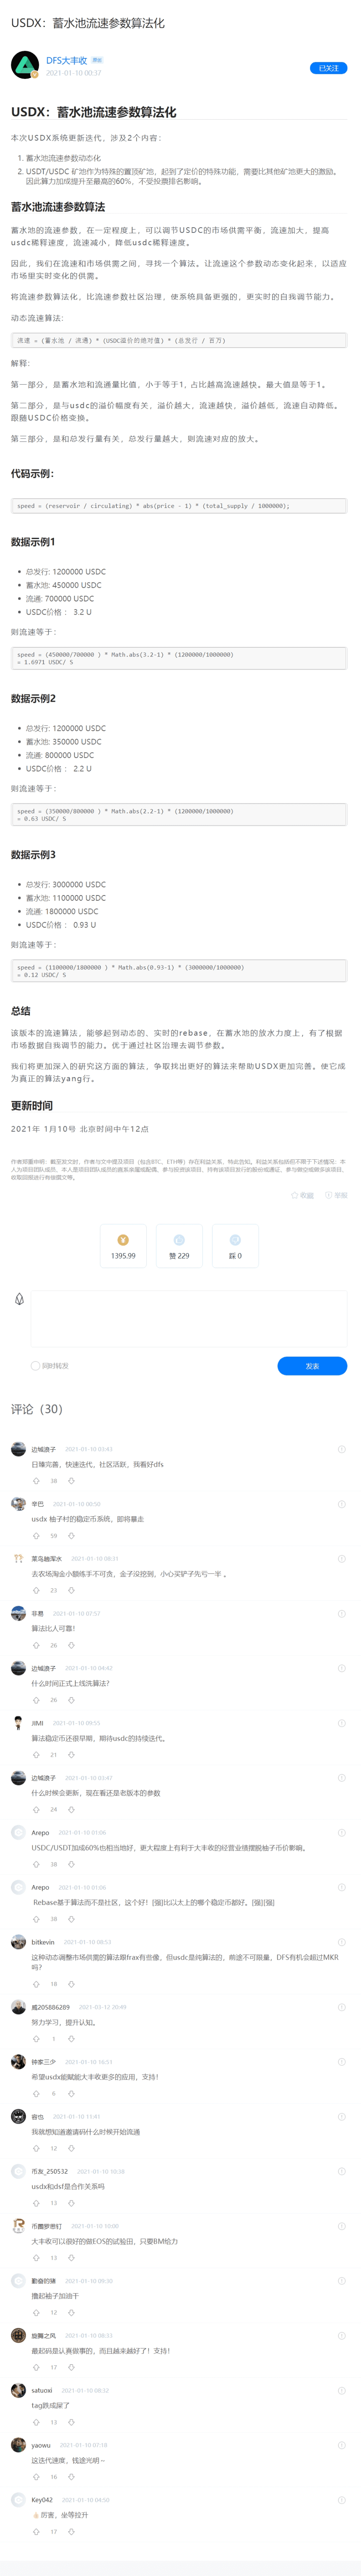 USDX：蓄水池流速参数算法化
DFS大丰收
2021-01-10 00:37
已关注
USDX：蓄水池流速参数算法化
本次USDX系统更新迭代，涉及2个内容：
1. 蓄水池流速参数动态化
2. USDT/USDC 矿池作为特殊的置顶矿池，起到了定价的特殊功能，需要比其他矿池更大的激励。
因此算力加成提升至最高的60%，不受投票排名影响。
蓄水池流速参数算法
蓄水池的流速参数，在一定程度上，可以调节USDC的市场供需平衡，流速加大，提高
usdc稀释速度，流速减小，降低usdc稀释速度。
因此，我们在流速和市场供需之间，寻找一个算法。让流速这个参数动态变化起来，以适应
市场里实时变化的供需。
将流速参数算法化，比流速参数社区治理，使系统具备更强的，更实时的自我调节能力。
动态流速算法:
流速 = (蓄水池 / 流通) * (USDC溢价的绝对值) * (总发行 / 百万)
解释:
第一部分，是蓄水池和流通量比值，小于等于1, 占比越高流速越快。最大值是等于1。
第二部分，是与usdc的溢价幅度有关，溢价越大，流速越快，溢价越低，流速自动降低。
跟随USDC价格变换。
第三部分，是和总发行量有关，总发行量越大，则流速对应的放大。
代码示例：
speed = (reservoir / circulating) * abs(price - 1) * (total_supply / 1000000);
数据示例1
• 总发行: 1200000 USDC
• 蓄水池: 450000 USDC
• 流通: 700000 USDC
• USDC价格： 3.2 U
则流速等于：
speed = (450000/700000 ) * Math.abs(3.2-1) * (1200000/1000000)
= 1.6971 USDC/ S
数据示例2
• 总发行: 1200000 USDC
• 蓄水池: 350000 USDC
• 流通: 800000 USDC
• USDC价格： 2.2 U
则流速等于：
speed = (350000/800000 ) * Math.abs(2.2-1) * (1200000/1000000)
= 0.63 USDC/ S
数据示例3
• 总发行: 3000000 USDC
• 蓄水池: 1100000 USDC
• 流通: 1800000 USDC
• USDC价格： 0.93 U
则流速等于：
speed = (1100000/1800000 ) * Math.abs(0.93-1) * (3000000/1000000)
= 0.12 USDC/ S
总结
该版本的流速算法，能够起到动态的、实时的rebase，在蓄水池的放水力度上，有了根据
市场数据自我调节的能力。优于通过社区治理去调节参数。
我们将更加深入的研究这方面的算法，争取找出更好的算法来帮助USDX更加完善。使它成
为真正的算法yang行。
更新时间
2021年 1月10号 北京时间中午12点
收藏
举报
1395.99
赞 229
踩 0
同时转发
发表
评论（30）
边城浪子 2021-01-10 03:43
日臻完善，快速迭代，社区活跃，我看好dfs
38
辛巴 2021-01-10 00:50
usdx 柚子村的稳定币系统，即将暴走
59
菜鸟趟浑水 2021-01-10 08:31
去农场淘金小额练手不可贪，金子没挖到，小心买铲子先亏一半 。
23
菲易 2021-01-10 07:57
算法比人可靠!
26
边城浪子 2021-01-10 04:42
什么时间正式上线流算法?
26
JIMI 2021-01-10 09:55
算法稳定币还很早期，期待usdc的持续迭代。
21
边城浪子 2021-01-10 03:47
什么时候会更新，现在看还是老版本的参数
24
Arepo 2021-01-10 01:06
USDC/USDT加成60%也相当地好，更大程度上有利于大丰收的经营业绩摆脱柚子币价影响。
38
Arepo 2021-01-10 01:06
Rebase基于算法而不是社区，这个好！[强]比以太上的哪个稳定币都好。[强][强]
38
bitkevin 2021-01-10 08:53
这种动态调整市场供需的算法跟frax有些像，但usdc是纯算法的，前途不可限量。DFS有机会超过MKR
吗？
18
威205886289 2021-03-12 20:49
努力学习，提升认知。
1
钟家三少 2021-01-10 16:51
希望usdx能赋能大丰收更多的应用，支持！
6
容也 2021-01-10 11:41
我就想知道邀请码什么时候开始流通
12
币友_250532 2021-01-10 10:38
usdx和dsf是合作关系吗
13
币圈梦想钉 2021-01-10 10:00
大丰收可以很好的做EOS的试验田，只要BM给力
13
2021-01-10 09:30
撸起袖子加油干
12
旋魔之风 2021-01-10 08:33
最起码是认真做事的，而且越来越好了！支持！
17
satuoxi 2021-01-10 08:32
tag跌成屎了
13
yaowu 2021-01-10 07:18
这迭代速度，钱途光明～
16
Key042 2021-01-10 04:50
厉害，坐等拉升
17